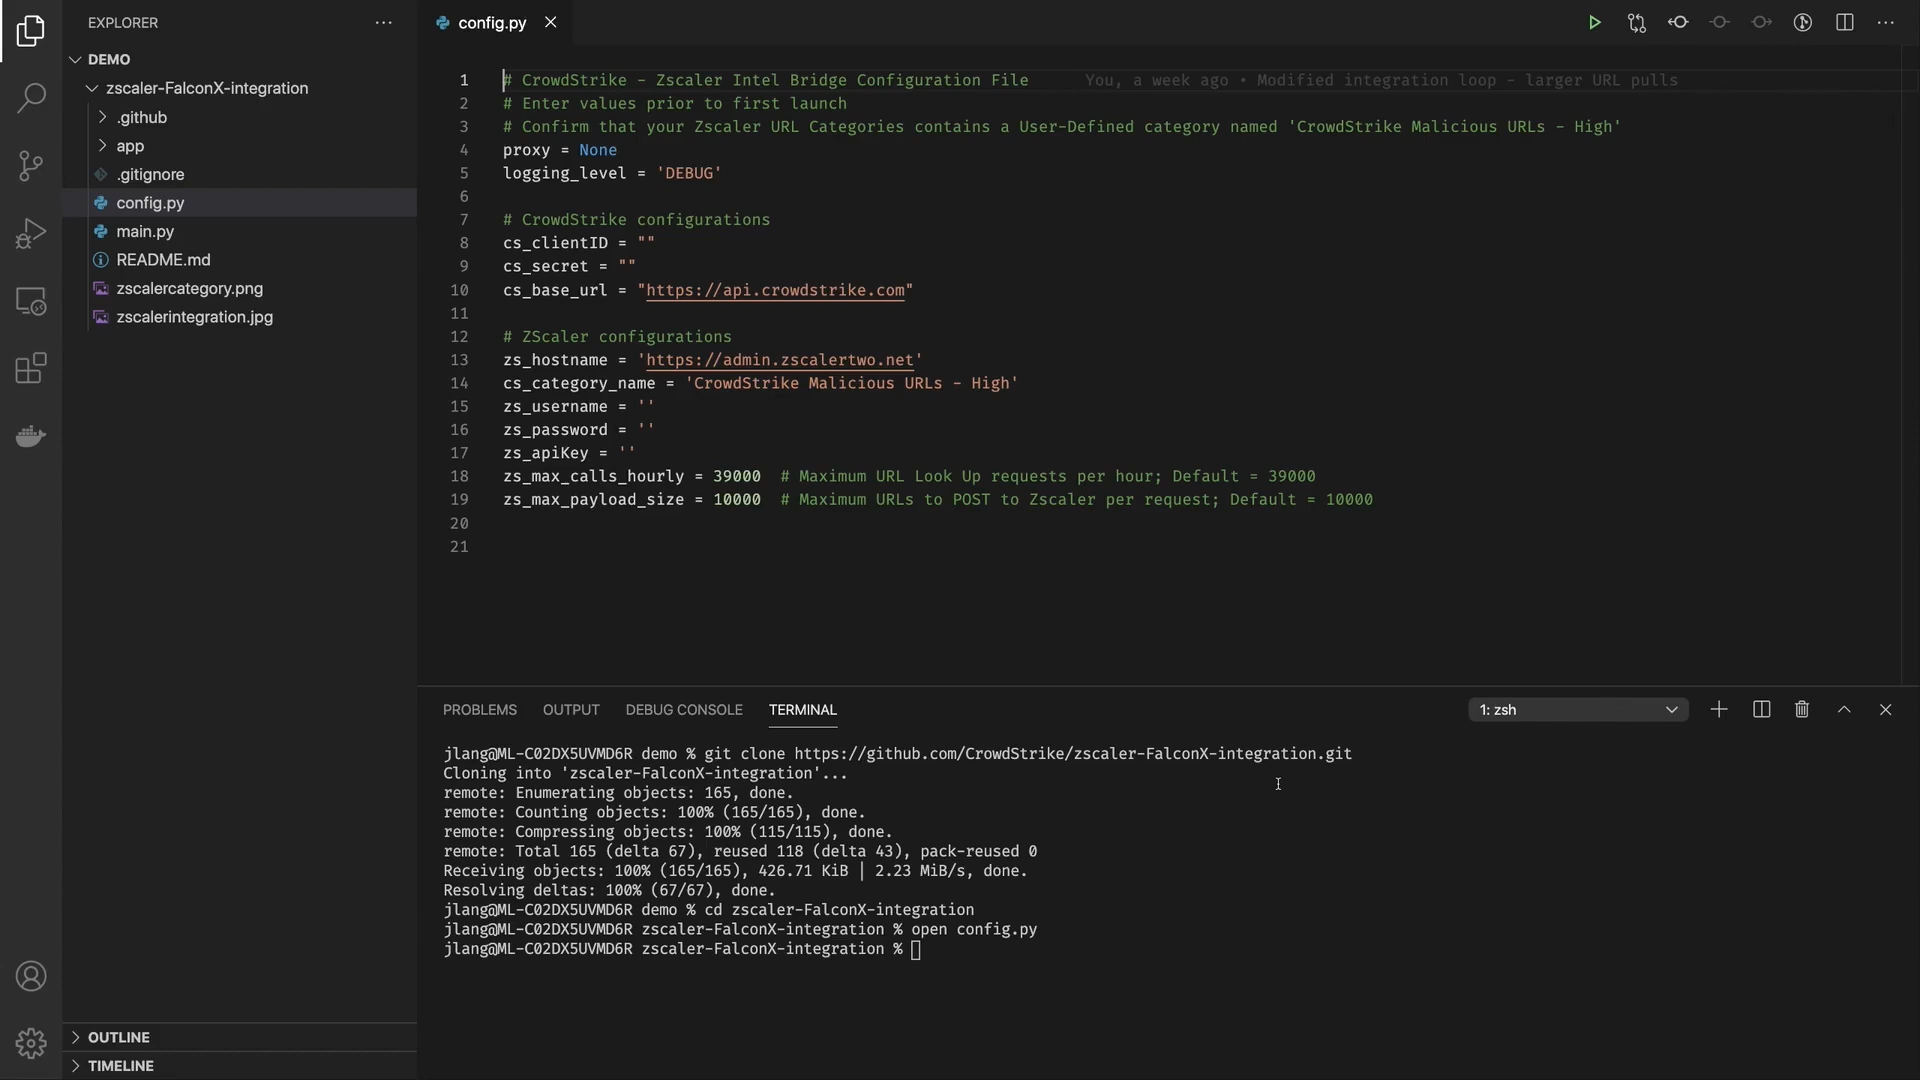 EXPLORER
DEMO
zscaler-FalconX-integration
.github
app
.gitignore
config.py
main.py
README.md
zscalercategory.png
zscalerintegration.jpg
OUTLINE
TIMELINE
config.py
1 # CrowdStrike - Zscaler Intel Bridge Configuration File You, a week ago • Modified integration loop - larger URL pulls
2 # Enter values prior to first launch
3 # Confirm that your Zscaler URL Categories contains a User-Defined category named 'CrowdStrike Malicious URLs - High'
4 proxy = None
5 logging_level = 'DEBUG'
6
7 # CrowdStrike configurations
8 cs_clientID = ""
9 cs_secret = ""
10 cs_base_url = "https://api.crowdstrike.com"
11
12 # ZScaler configurations
13 zs_hostname = 'https://admin.zscalertwo.net'
14 cs_category_name = 'CrowdStrike Malicious URLs - High'
15 zs_username = ''
16 zs_password = ''
17 zs_apiKey = ''
18 zs_max_calls_hourly = 39000 # Maximum URL Look Up requests per hour; Default = 39000
19 zs_max_payload_size = 10000 # Maximum URLs to POST to Zscaler per request; Default = 10000
20
21
PROBLEMS OUTPUT DEBUG CONSOLE TERMINAL 1: zsh
jlang@ML-C02DX5UVMD6R demo % git clone https://github.com/CrowdStrike/zscaler-FalconX-integration.git
Cloning into 'zscaler-FalconX-integration'...
remote: Enumerating objects: 165, done.
remote: Counting objects: 100% (165/165), done.
remote: Compressing objects: 100% (115/115), done.
remote: Total 165 (delta 67), reused 118 (delta 43), pack-reused 0
Receiving objects: 100% (165/165), 426.71 KiB | 2.23 MiB/s, done.
Resolving deltas: 100% (67/67), done.
jlang@ML-C02DX5UVMD6R demo % cd zscaler-FalconX-integration
jlang@ML-C02DX5UVMD6R zscaler-FalconX-integration % open config.py
jlang@ML-C02DX5UVMD6R zscaler-FalconX-integration %